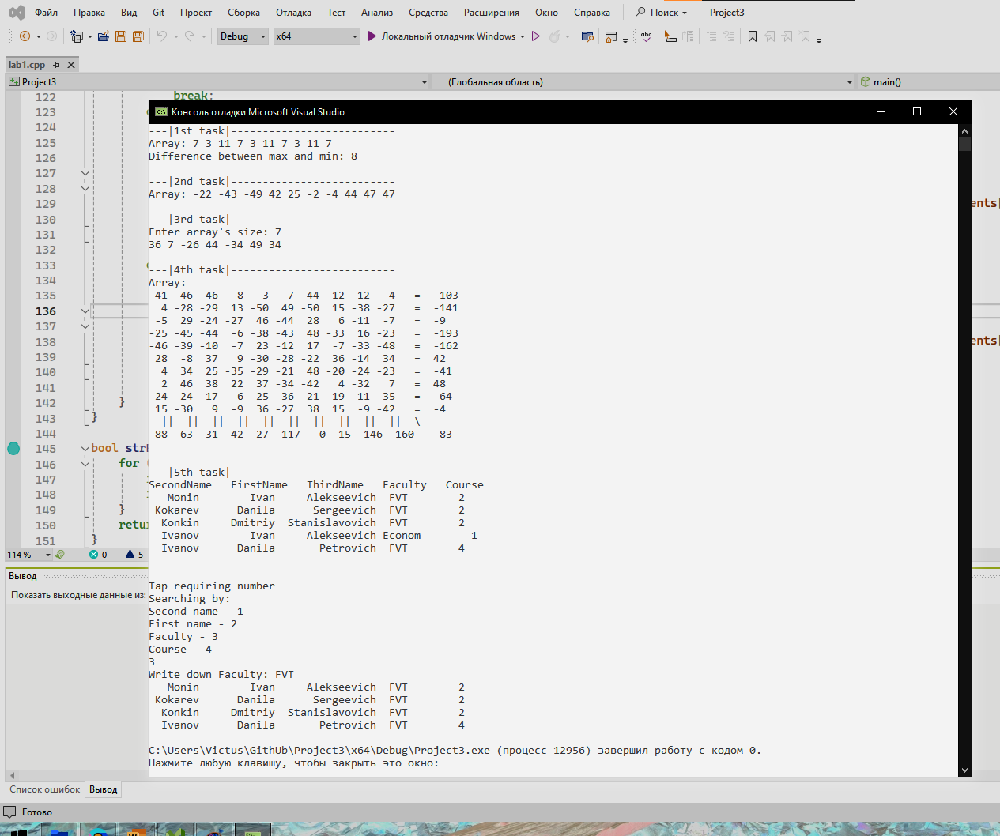 Файл Правка Вид Git Проект Сборка Отладка Тест Анализ Средства Расширения Окно Справка Поиск Project3
Debug x64 Локальный отладчик Windows abc
lab1.cpp
Project3 (Глобальная область) main()
122 break;
123
124
125
126
127
128
129 ents[
130
131
132
133
134
135
136
137
138 ents[
139
140
141
142 }
143 }
144
145 bool str
146 for (
147
148
149 }
150 retu
151 }
114 % 0 5
Вывод
Показать выходные данные из:
Консоль отладки Microsoft Visual Studio
---|1st task|--------------------------
Array: 7 3 11 7 3 11 7 3 11 7
Difference between max and min: 8
---|2nd task|--------------------------
Array: -22 -43 -49 42 25 -2 -4 44 47 47
---|3rd task|--------------------------
Enter array's size: 7
36 7 -26 44 -34 49 34
---|4th task|--------------------------
Array:
-41 -46 46 -8 3 7 -44 -12 -12 4 = -103
4 -28 -29 13 -50 49 -50 15 -38 -27 = -141
-5 29 -24 -27 46 -44 28 6 -11 -7 = -9
-25 -45 -44 -6 -38 -43 48 -33 16 -23 = -193
-46 -39 -10 -7 23 -12 17 -7 -33 -48 = -162
28 -8 37 9 -30 -28 -22 36 -14 34 = 42
4 34 25 -35 -29 -21 48 -20 -24 -23 = -41
2 46 38 22 37 -34 -42 4 -32 7 = 48
-24 24 -17 6 -25 36 -21 -19 11 -35 = -64
15 -30 9 -9 36 -27 38 15 -9 -42 = -4
|| || || || || || || || || || \
-88 -63 31 -42 -27 -117 0 -15 -146 -160 -83
---|5th task|--------------------------
SecondName FirstName ThirdName Faculty Course
Monin Ivan Alekseevich FVT 2
Kokarev Danila Sergeevich FVT 2
Konkin Dmitriy Stanislavovich FVT 2
Ivanov Ivan Alekseevich Econom 1
Ivanov Danila Petrovich FVT 4
Tap requiring number
Searching by:
Second name - 1
First name - 2
Faculty - 3
Course - 4
3
Write down Faculty: FVT
Monin Ivan Alekseevich FVT 2
Kokarev Danila Sergeevich FVT 2
Konkin Dmitriy Stanislavovich FVT 2
Ivanov Danila Petrovich FVT 4
C:\Users\Victus\GitHUb\Project3\x64\Debug\Project3.exe (процесс 12956) завершил работу с кодом 0.
Нажмите любую клавишу, чтобы закрыть это окно:
Список ошибок Вывод
Готово